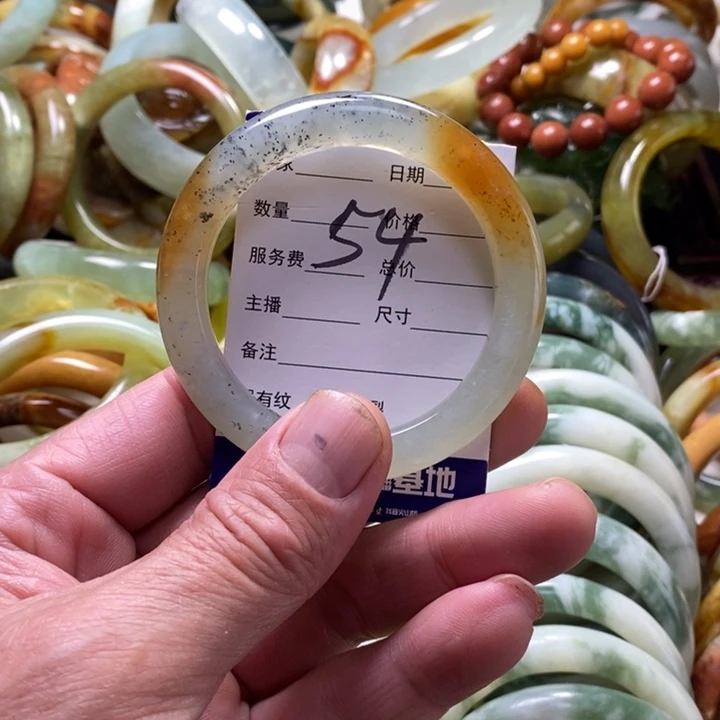 家 日期
数量 价格
54
服务费 总价
主播 尺寸
备注
有纹
基地